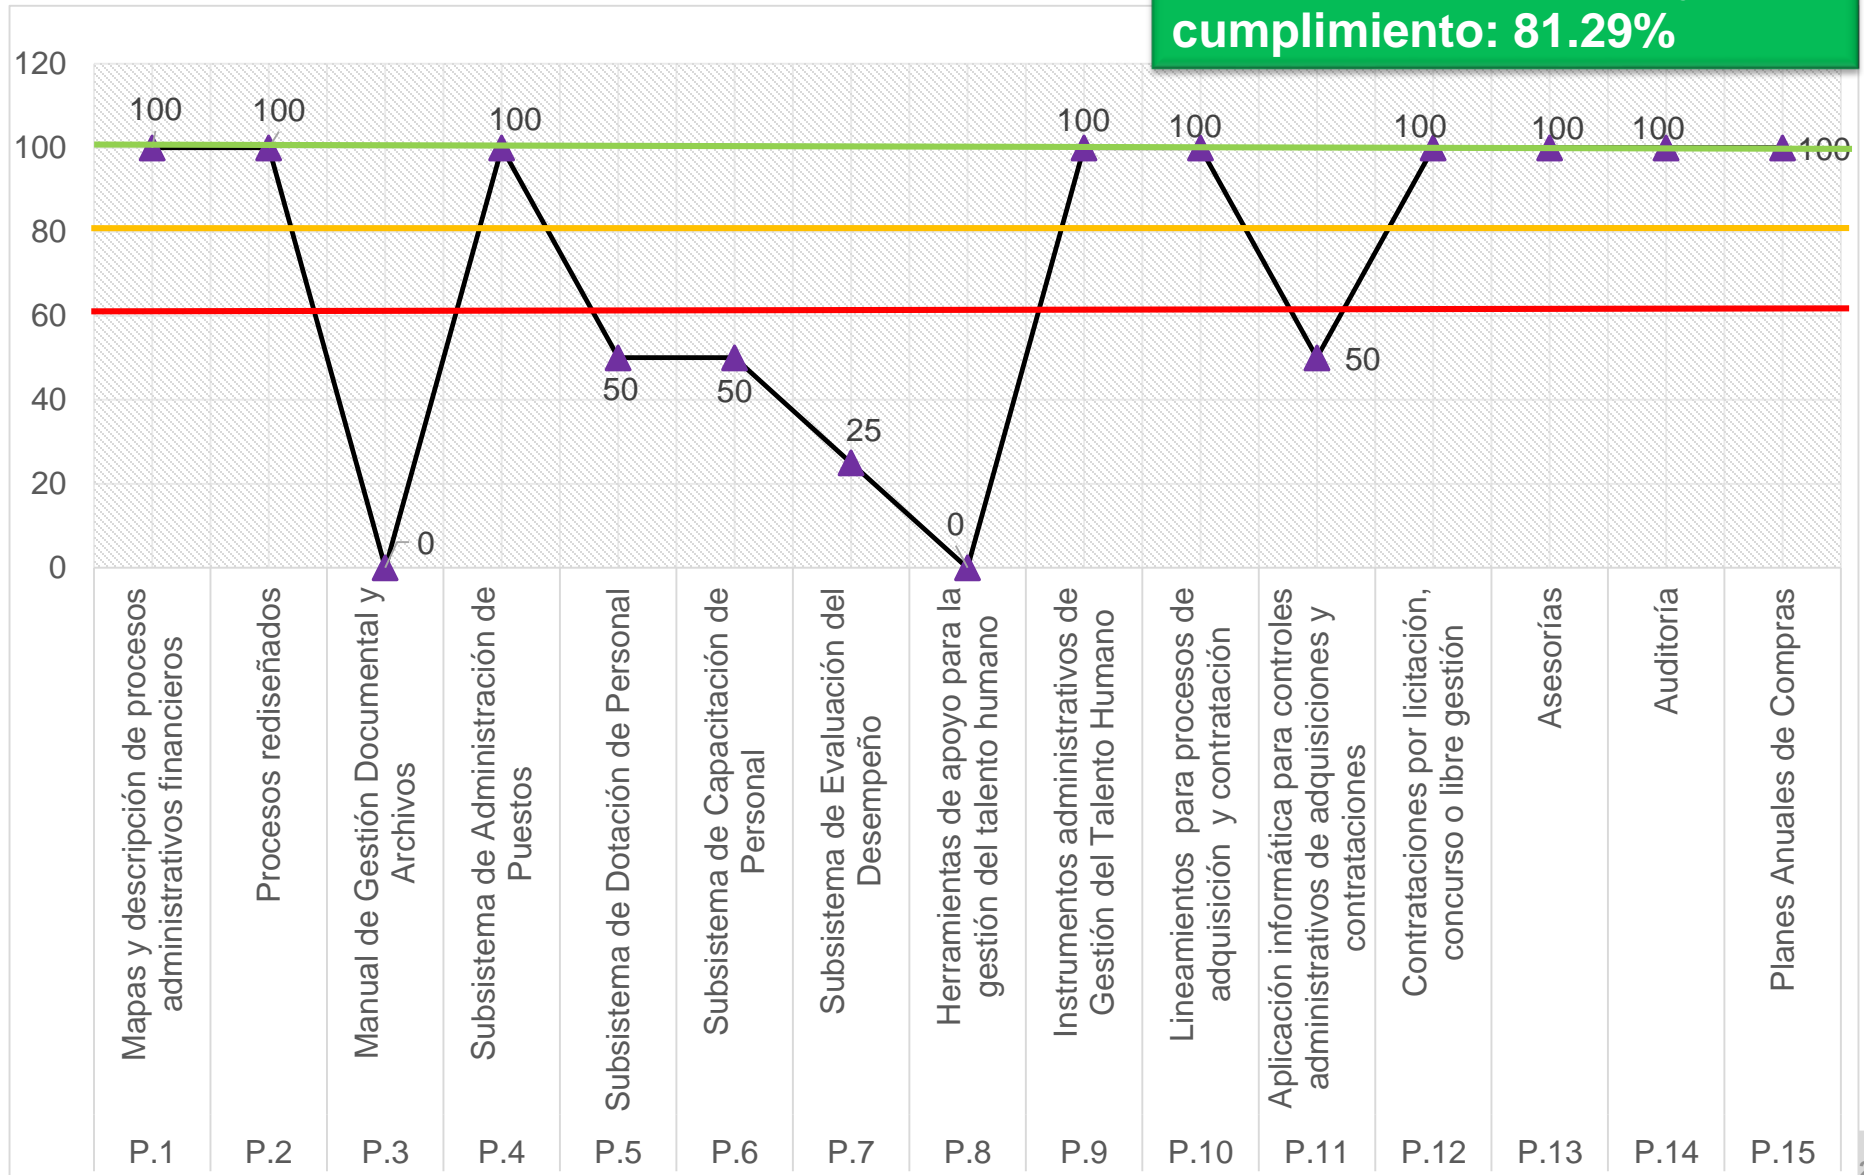 cumplimiento: 81.29%
120
100
80
60
40
20
0
100
100
0
100
50
50
25
0
100
100
50
100
100
100
100
Mapas y descripción de procesos
administrativos financieros
Procesos rediseñados
Manual de Gestión Documental y
Archivos
Subsistema de Administración de
Puestos
Subsistema de Dotación de Personal
Subsistema de Capacitación de
Personal
Subsistema de Evaluación del
Desempeño
Herramientas de apoyo para la
gestión del talento humano
Instrumentos administrativos de
Gestión del Talento Humano
Lineamientos para procesos de
adquisición y contratación
Aplicación informática para controles
administrativos de adquisiciones y
contrataciones
Contrataciones por licitación,
concurso o libre gestión
Asesorías
Auditoría
Planes Anuales de Compras
P.1
P.2
P.3
P.4
P.5
P.6
P.7
P.8
P.9
P.10
P.11
P.12
P.13
P.14
P.15